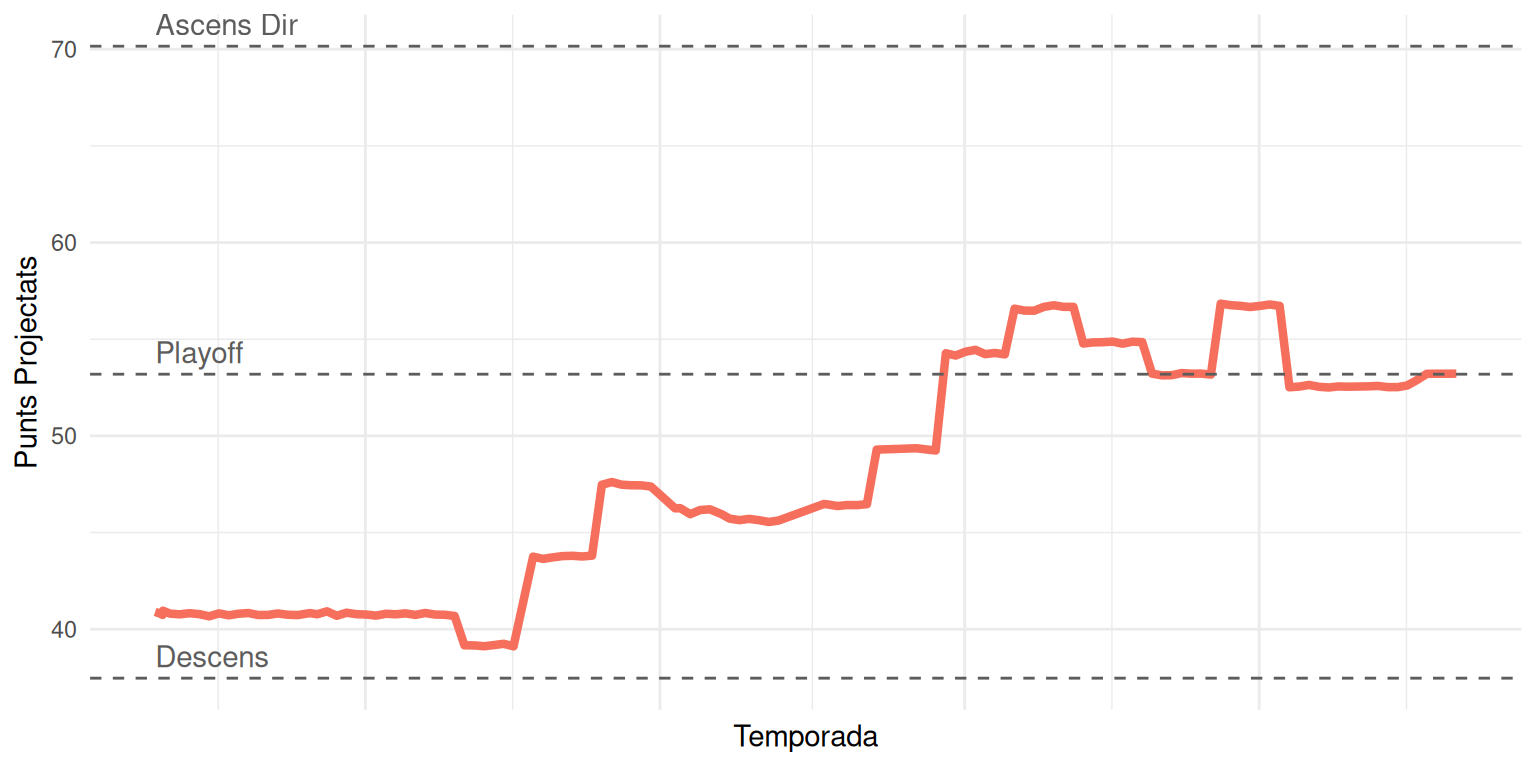 Ascens Dir
70
60
Playoff
50
40
Descens
Punts Projectats
Temporada